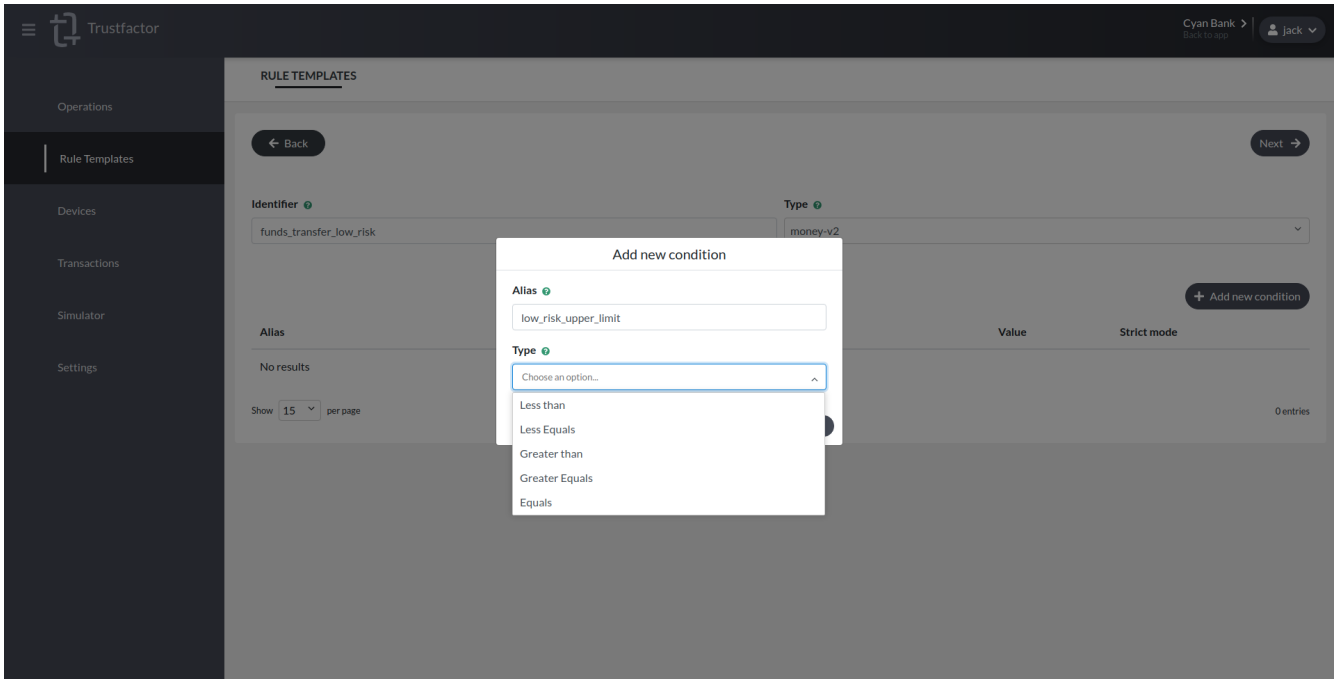 Trustfactor
Cyan Bank
Back to app
jack
RULE TEMPLATES
Operations
Rule Templates
Devices
Transactions
Simulator
Settings
Back
Next
Identifier
Type
funds_transfer_low_risk
money-v2
Add new condition
Alias
Value
Strict mode
No results
Show 15 per page
0 entries
Add new condition
Alias
low_risk_upper_limit
Type
Choose an option...
Less than
Less Equals
Greater than
Greater Equals
Equals